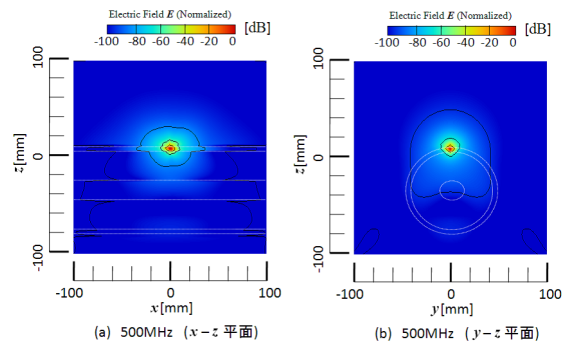 Electric Field E (Normalized)
-100 -80 -60 -40 -20 0 [dB]
100
0
-100
z[mm]
-100 0 100
x[mm]
(a) 500MHz (x-z 平面)
Electric Field E (Normalized)
-100 -80 -60 -40 -20 0 [dB]
100
0
-100
z[mm]
-100 0 100
y[mm]
(b) 500MHz (y-z 平面)